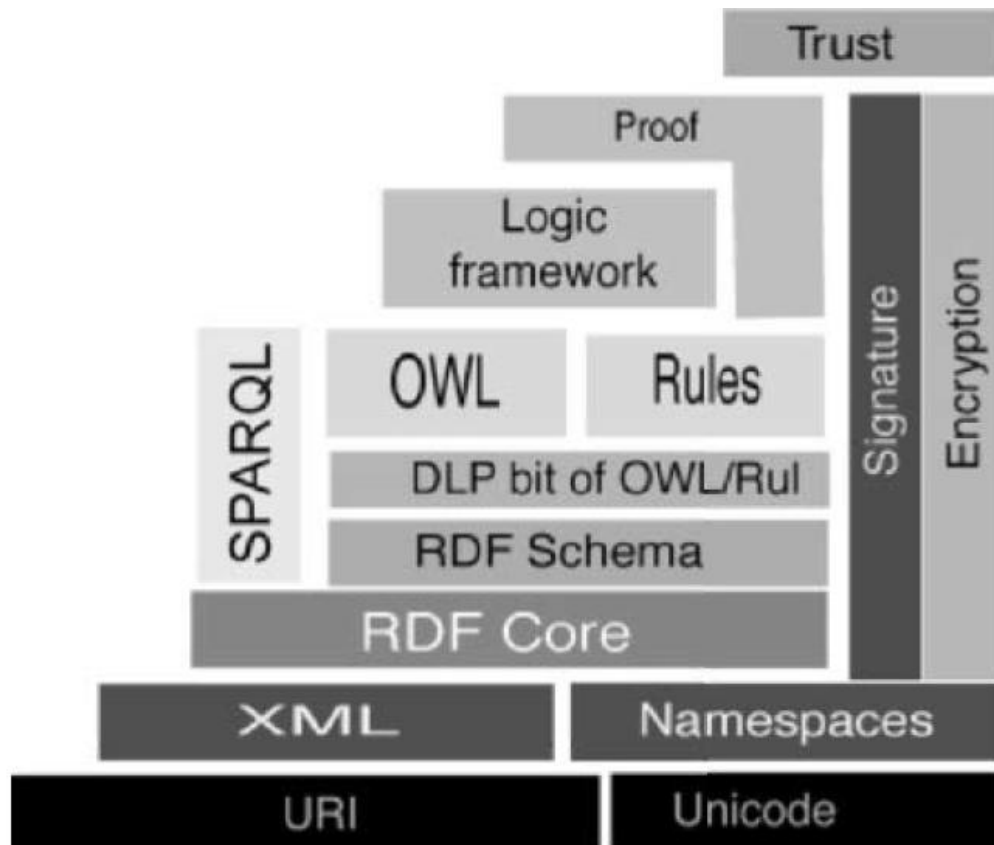 Trust
Proof
Logic
framework
Signature
Encryption
SPARQL
OWL
Rules
DLP bit of OWL/Rul
RDF Schema
RDF Core
XML
Namespaces
URI
Unicode